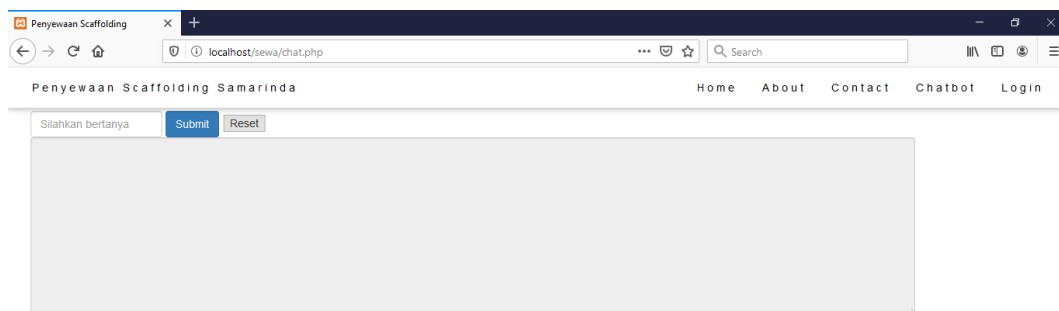 Penyewaan Scaffolding
localhost/sewa/chat.php
Search
Penyewaan Scaffolding Samarinda
Home About Contact Chatbot Login
Silahkan bertanya
Submit
Reset